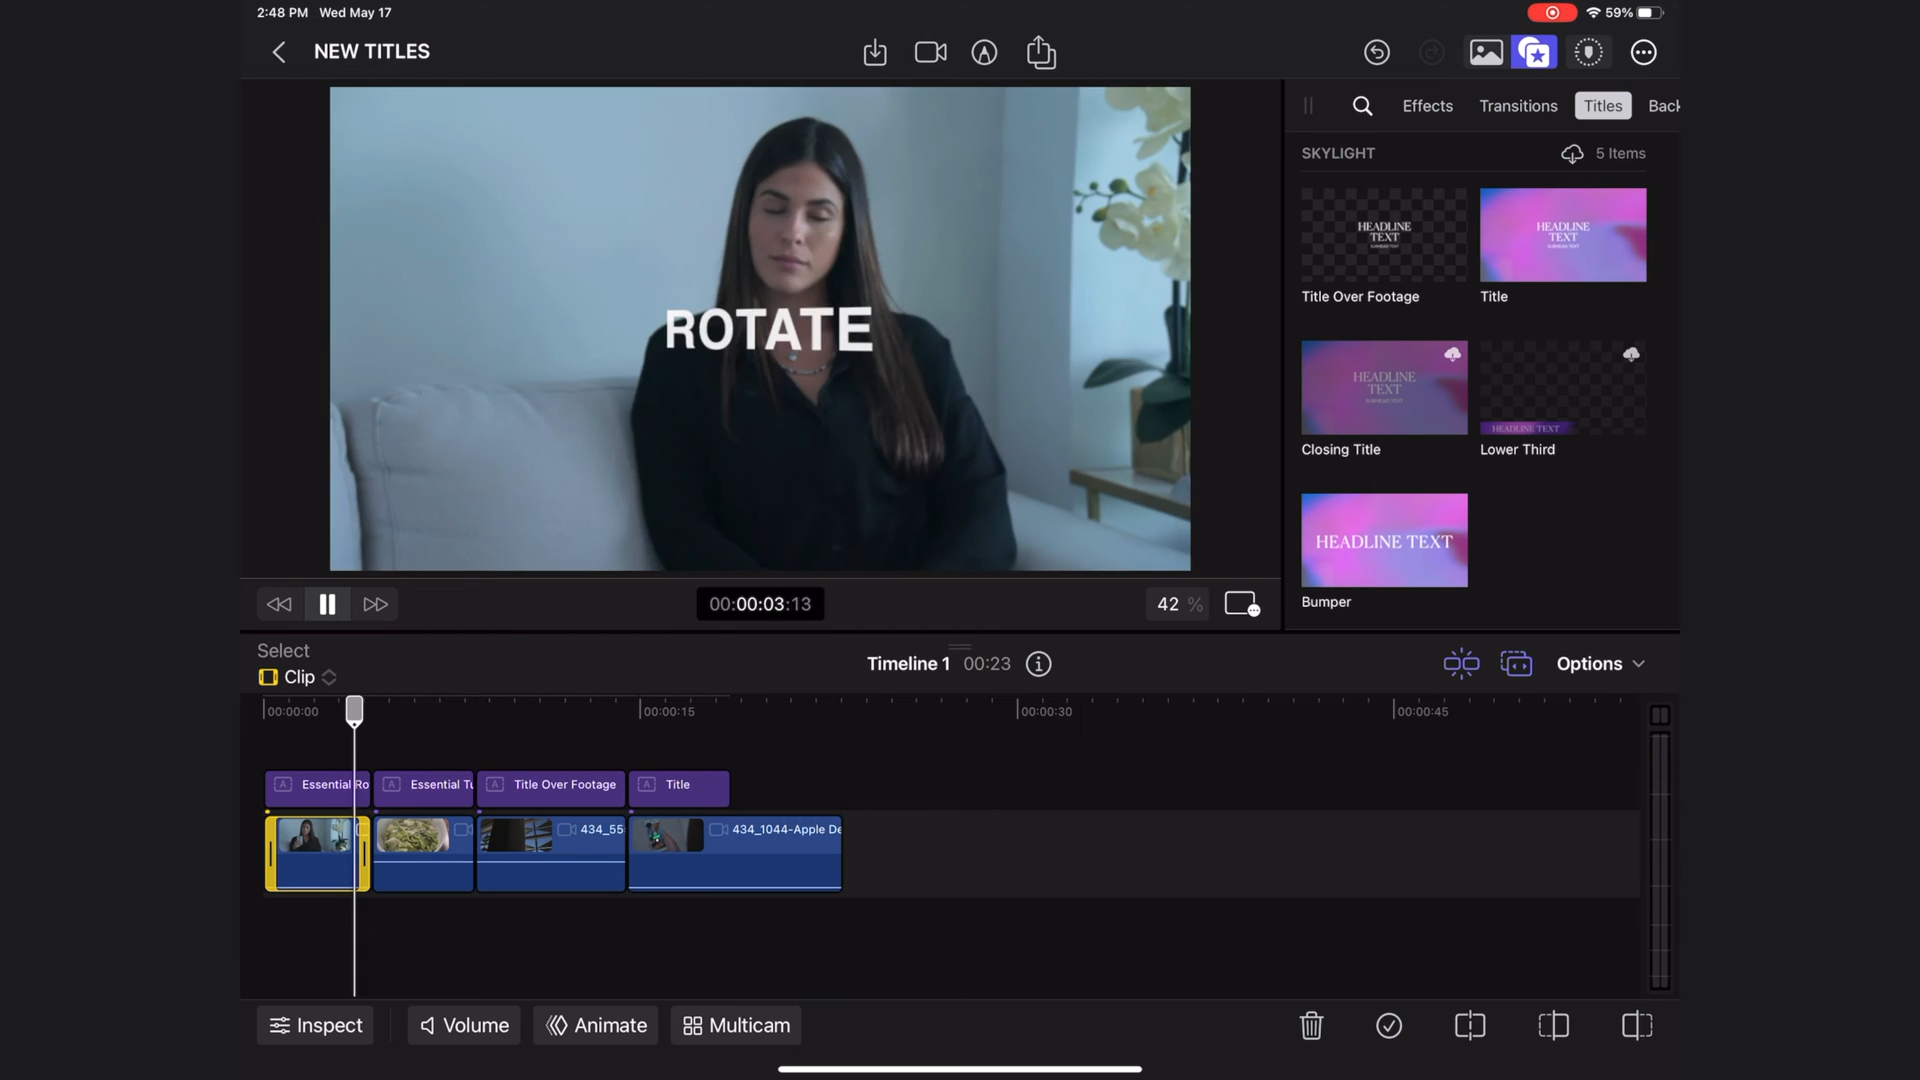 2:48 PM Wed May 17
59%
NEW TITLES
Effects Transitions Titles Back
SKYLIGHT 5 Items
HEADLINE
TEXT
SUBHEAD TEXT
HEADLINE
TEXT
SUBHEAD TEXT
Title Over Footage Title
HEADLINE
TEXT
SUBHEAD TEXT
HEADLINE TEXT
Closing Title Lower Third
HEADLINE TEXT
Bumper
ROTATE
00:00:03:13
42 %
Select
Clip
Timeline 1 00:23
Options
00:00:00 00:00:15 00:00:30 00:00:45
Essential Ro Essential Tu Title Over Footage Title
434_55 434_1044-Apple De
Inspect Volume Animate Multicam